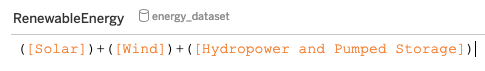 RenewableEnergy energy_dataset
([Solar])+([Wind])+([Hydropower and Pumped Storage])